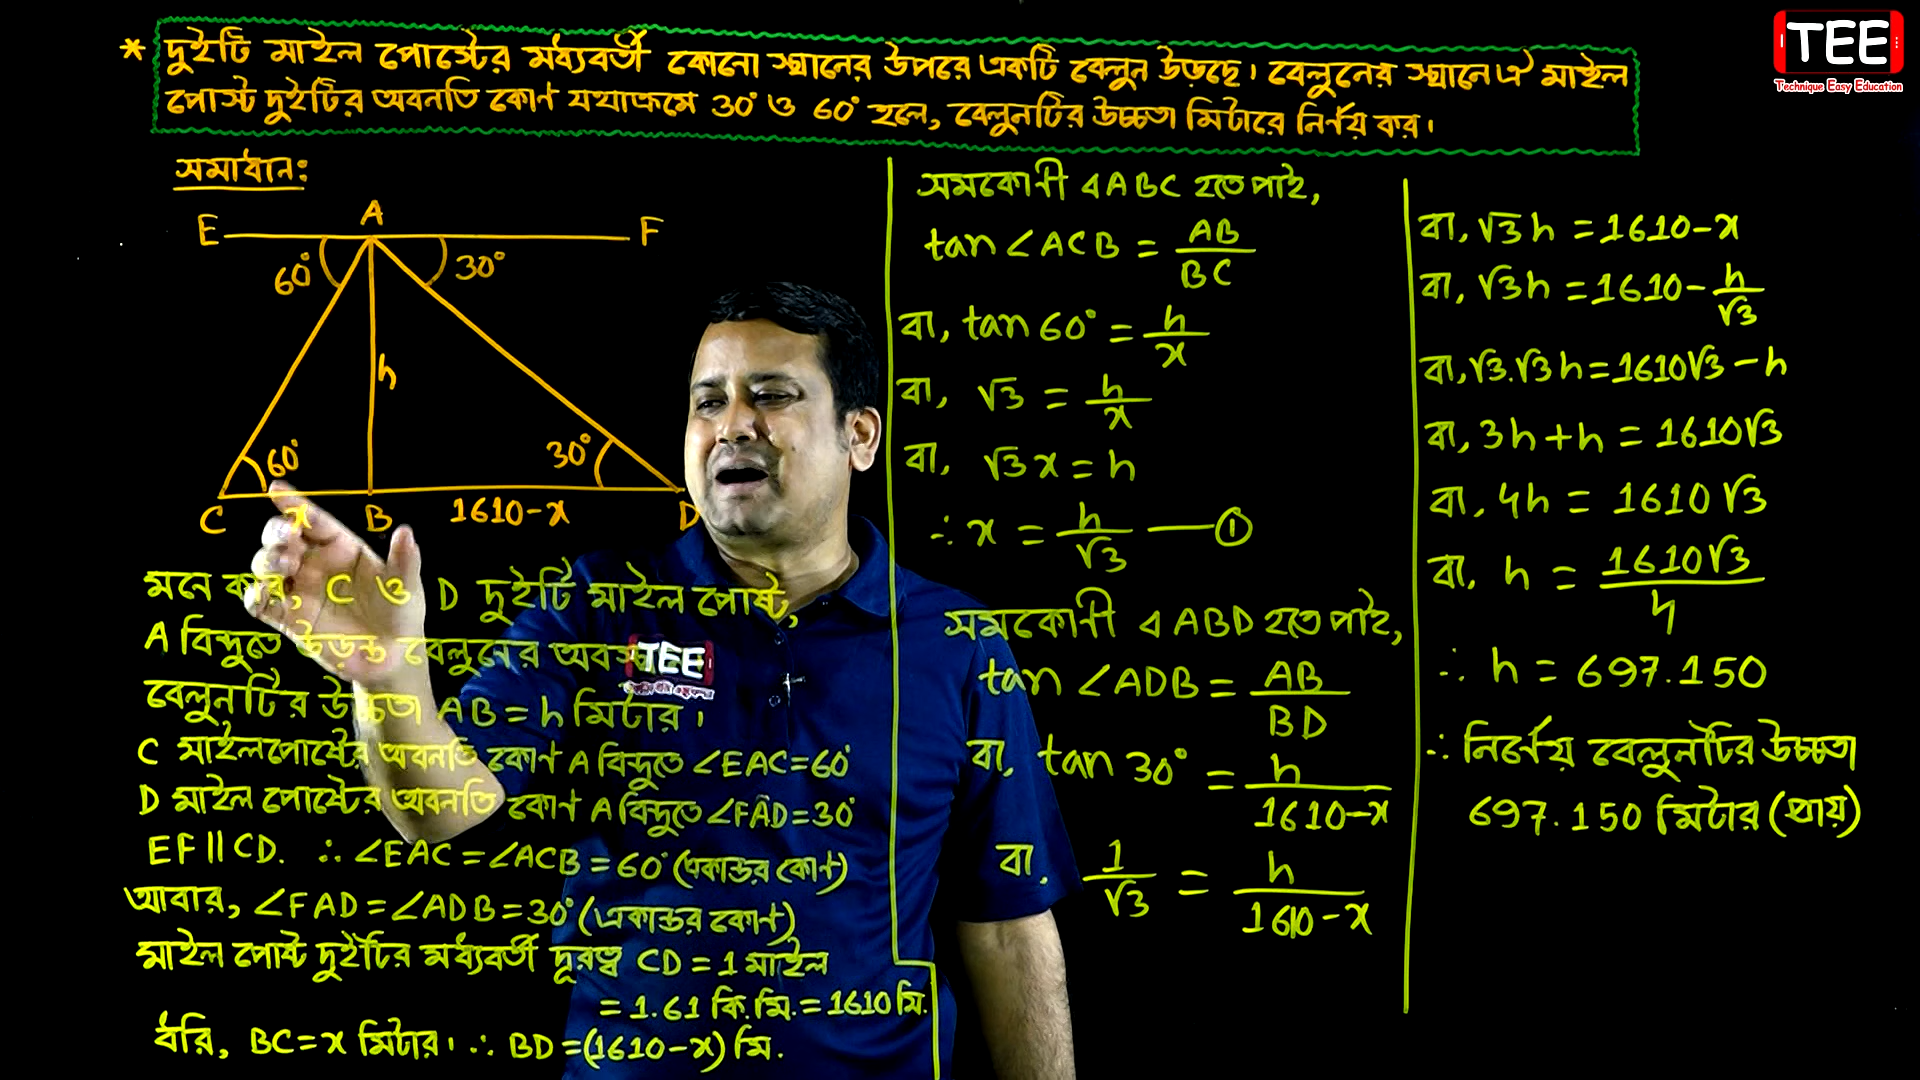 TEE
Technique Easy Education
* দুইটি মাইল পোস্টের মধ্যবর্তী কোনো স্থানের উপরে একটি বেলুন উড়ছে। বেলুনের স্থানে ঐ মাইল
পোস্ট দুইটির অবনতি কোণ যথাক্রমে 30° ও 60° হলে, বেলুনটির উচ্চতা মিটারে নির্ণয় কর।
সমাধান:
E A F
60° 30°
h
60° 30°
C x B 1610-x D
মনে করি, C ও D দুইটি মাইল পোষ্ট,
A বিন্দুতে উড়ন্ত বেলুনের
বেলুনটির উচ্চতা AB = h মিটার।
C মাইলপোষ্টের অবনতি কোণ A বিন্দুতে ∠EAC=60°
D মাইল পোষ্টের অবনতি কোণ A বিন্দুতে ∠FAD=30°
EF || CD. ∴ ∠EAC = ∠ACB = 60° (একান্তর কোণ)
আবার, ∠FAD = ∠ADB = 30° (একান্তর কোণ)
মাইল পোষ্ট দুইটির মধ্যবর্তী দূরত্ব CD = 1 মাইল
= 1.61 কি.মি. = 1610 মি.
ধরি, BC = x মিটার। ∴ BD = (1610-x) মি.
সমকোণী ⊿ABC হতে পাই,
tan ∠ACB = AB/BC
বা, tan 60° = h/x
বা, √3 = h/x
বা, √3 x = h
∴ x = h/√3 —— ①
সমকোণী ⊿ABD হতে পাই,
tan ∠ADB = AB/BD
বা, tan 30° = h/1610-x
বা, 1/√3 = h/1610-x
বা, √3 h = 1610-x
বা, √3h = 1610 - h/√3
বা, √3.√3 h = 1610√3 - h
বা, 3h + h = 1610√3
বা, 4h = 1610√3
বা, h = 1610√3/4
∴ h = 697.150
∴ নির্ণেয় বেলুনটির উচ্চতা
697.150 মিটার (প্রায়)
TEE